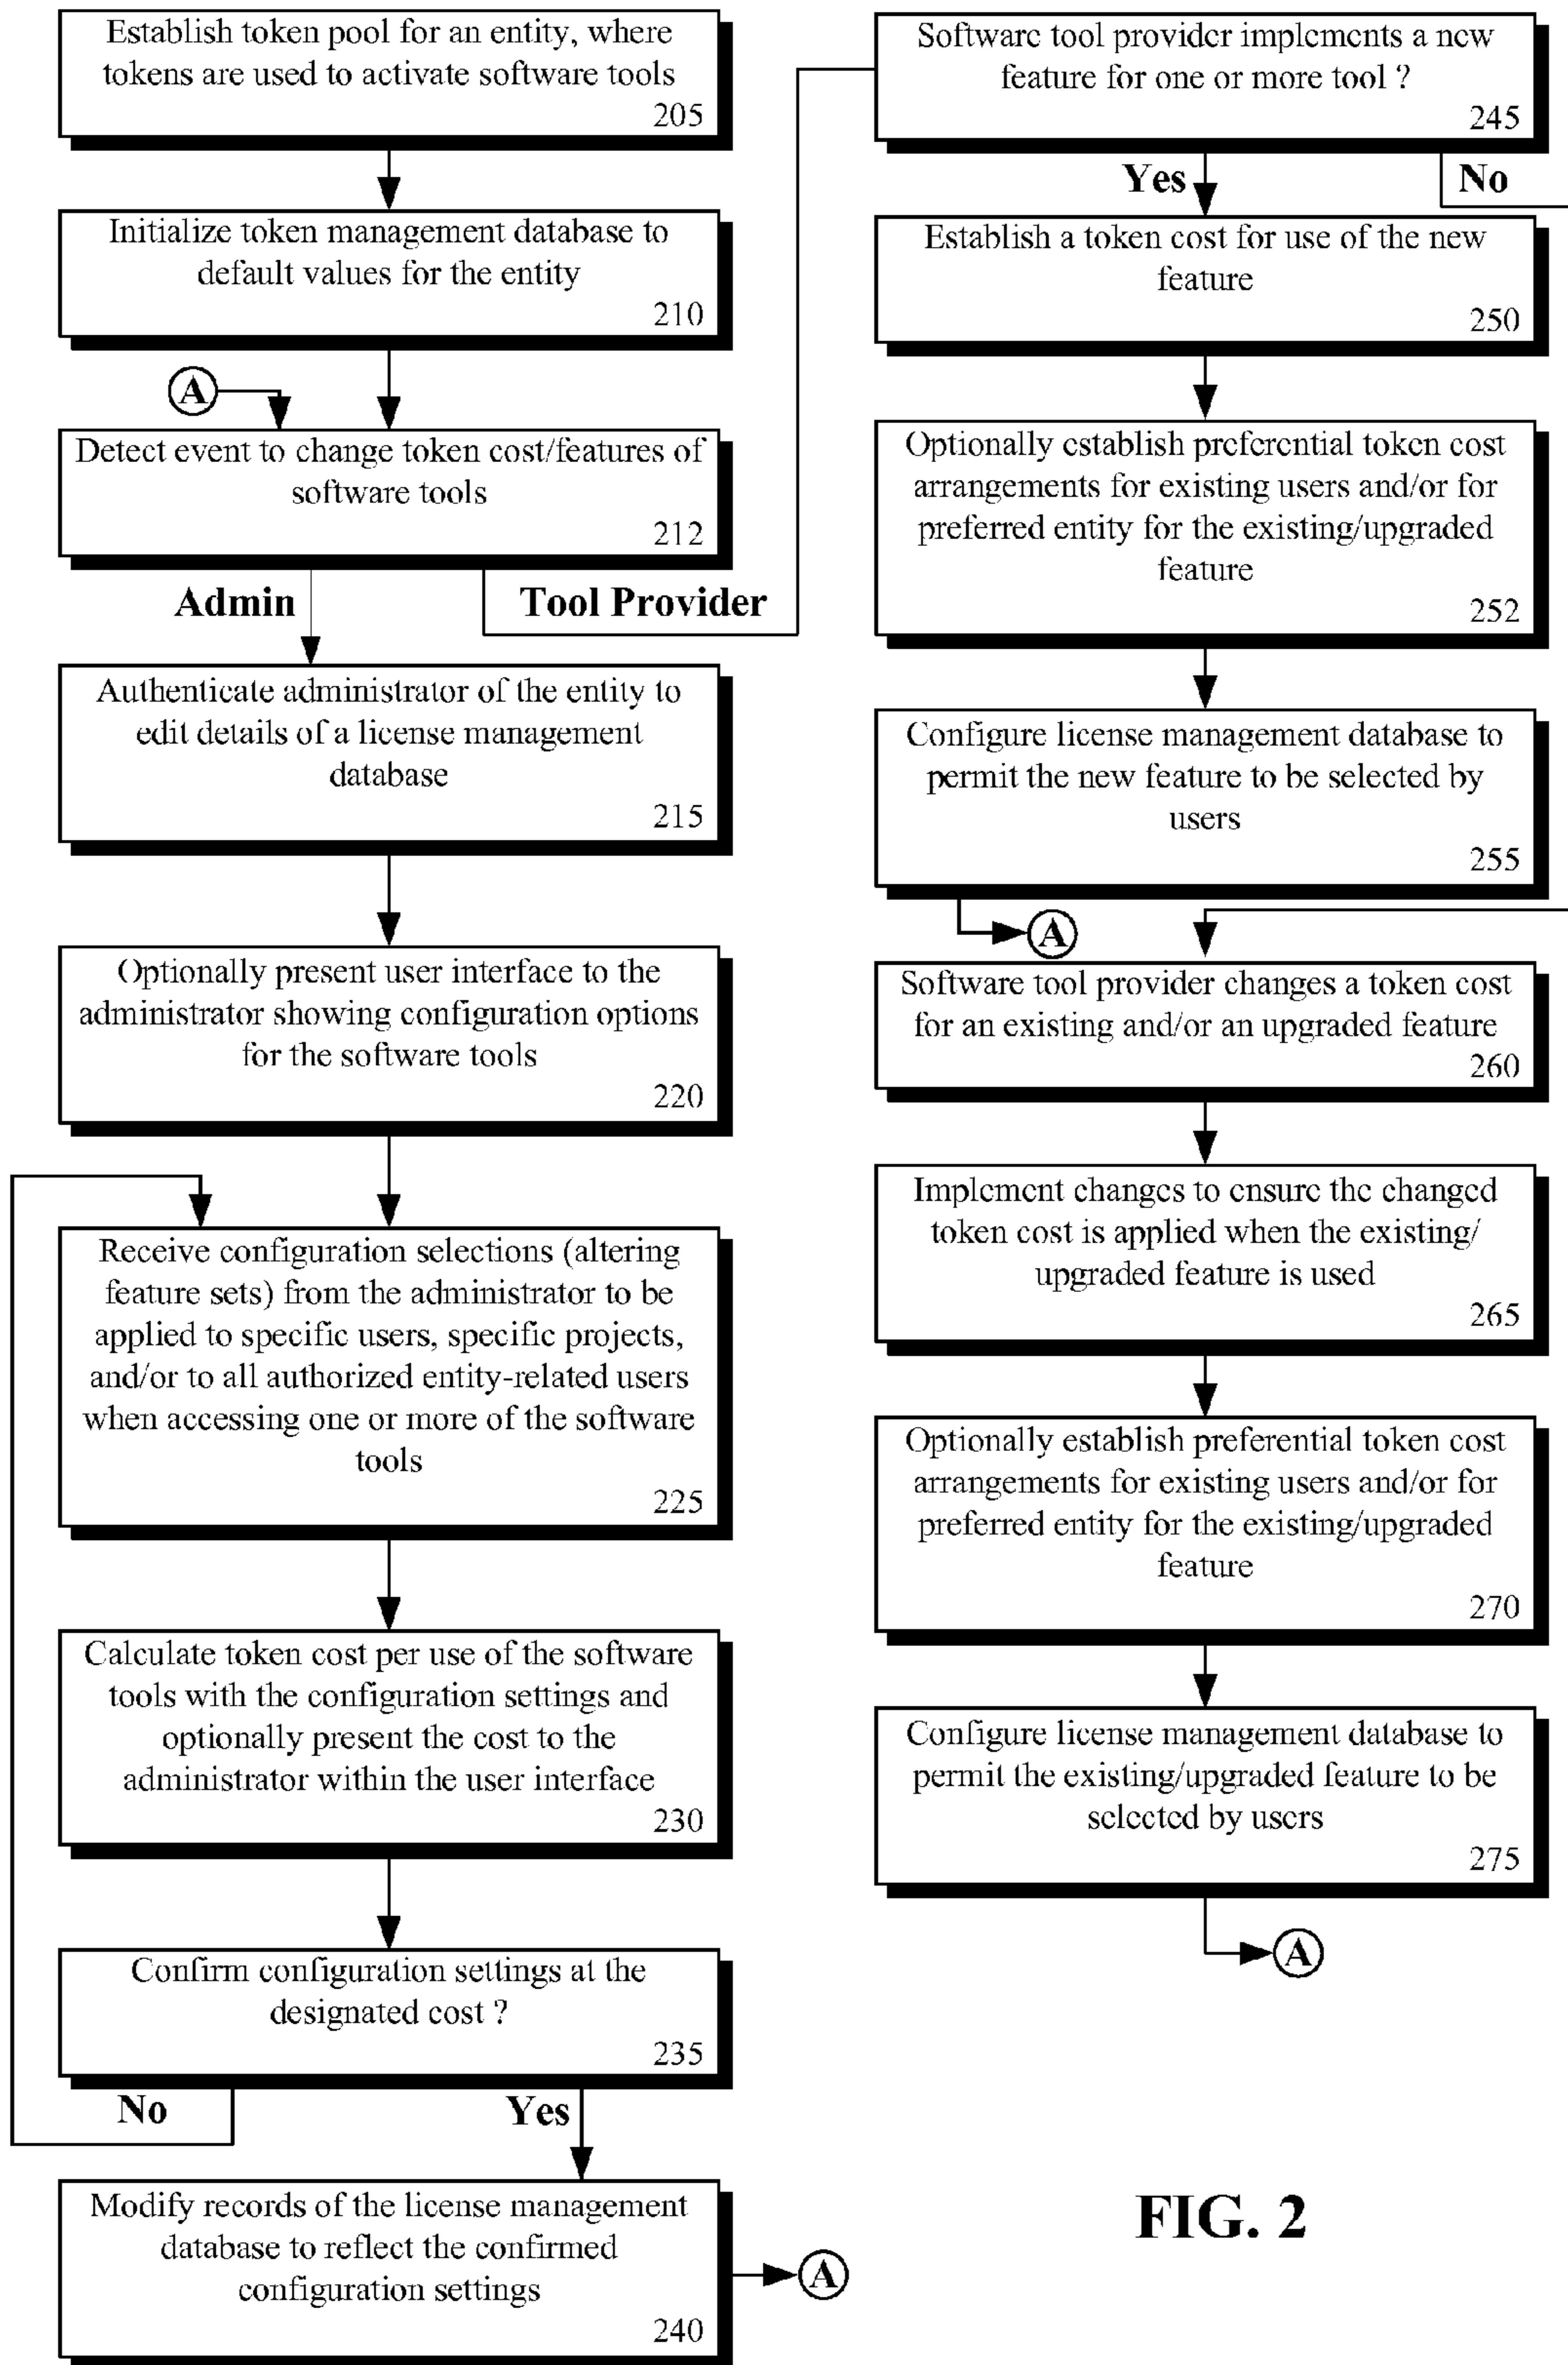 Establish token pool for an entity, where
tokens are used to activate software tools
205
Initialize token management database to
default values for the entity
210
A
Detect event to change token cost/features of
software tools
212
Admin
Tool Provider
Authenticate administrator of the entity to
edit details of a license management
database
215
Optionally present user interface to the
administrator showing configuration options
for the software tools
220
Receive configuration selections (altering
feature sets) from the administrator to be
applied to specific users, specific projects,
and/or to all authorized entity-related users
when accessing one or more of the software
tools
225
Calculate token cost per use of the software
tools with the configuration settings and
optionally present the cost to the
administrator within the user interface
230
Confirm configuration settings at the
designated cost ?
235
No
Yes
Modify records of the license management
database to reflect the confirmed
configuration settings
240
A
Software tool provider implements a new
feature for one or more tool ?
245
Yes
No
Establish a token cost for use of the new
feature
250
Optionally establish preferential token cost
arrangements for existing users and/or for
preferred entity for the existing/upgraded
feature
252
Configure license management database to
permit the new feature to be selected by
users
255
A
Software tool provider changes a token cost
for an existing and/or an upgraded feature
260
Implement changes to ensure the changed
token cost is applied when the existing/
upgraded feature is used
265
Optionally establish preferential token cost
arrangements for existing users and/or for
preferred entity for the existing/upgraded
feature
270
Configure license management database to
permit the existing/upgraded feature to be
selected by users
275
A
FIG. 2